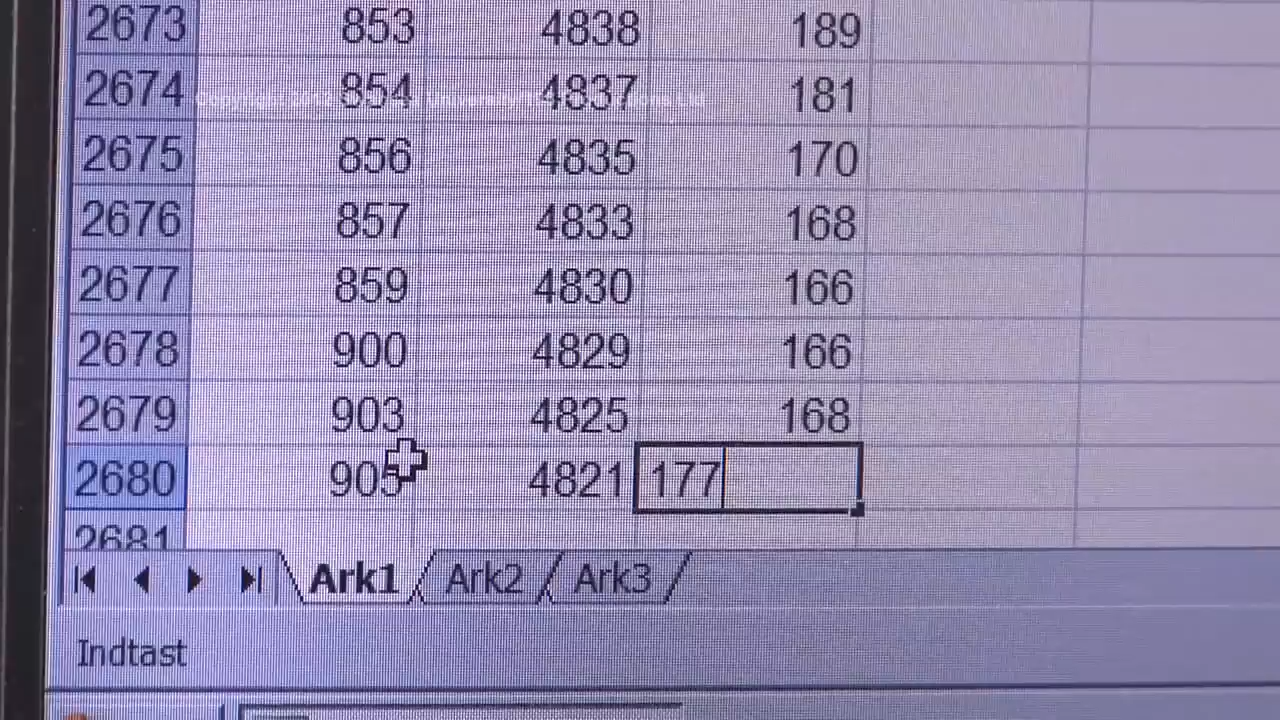 2673 853 4838 189
2674 854 4837 181
2675 856 4835 170
2676 857 4833 168
2677 859 4830 166
2678 900 4829 166
2679 903 4825 168
2680 905 4821 177
2681
Ark1 Ark2 Ark3
Indtast